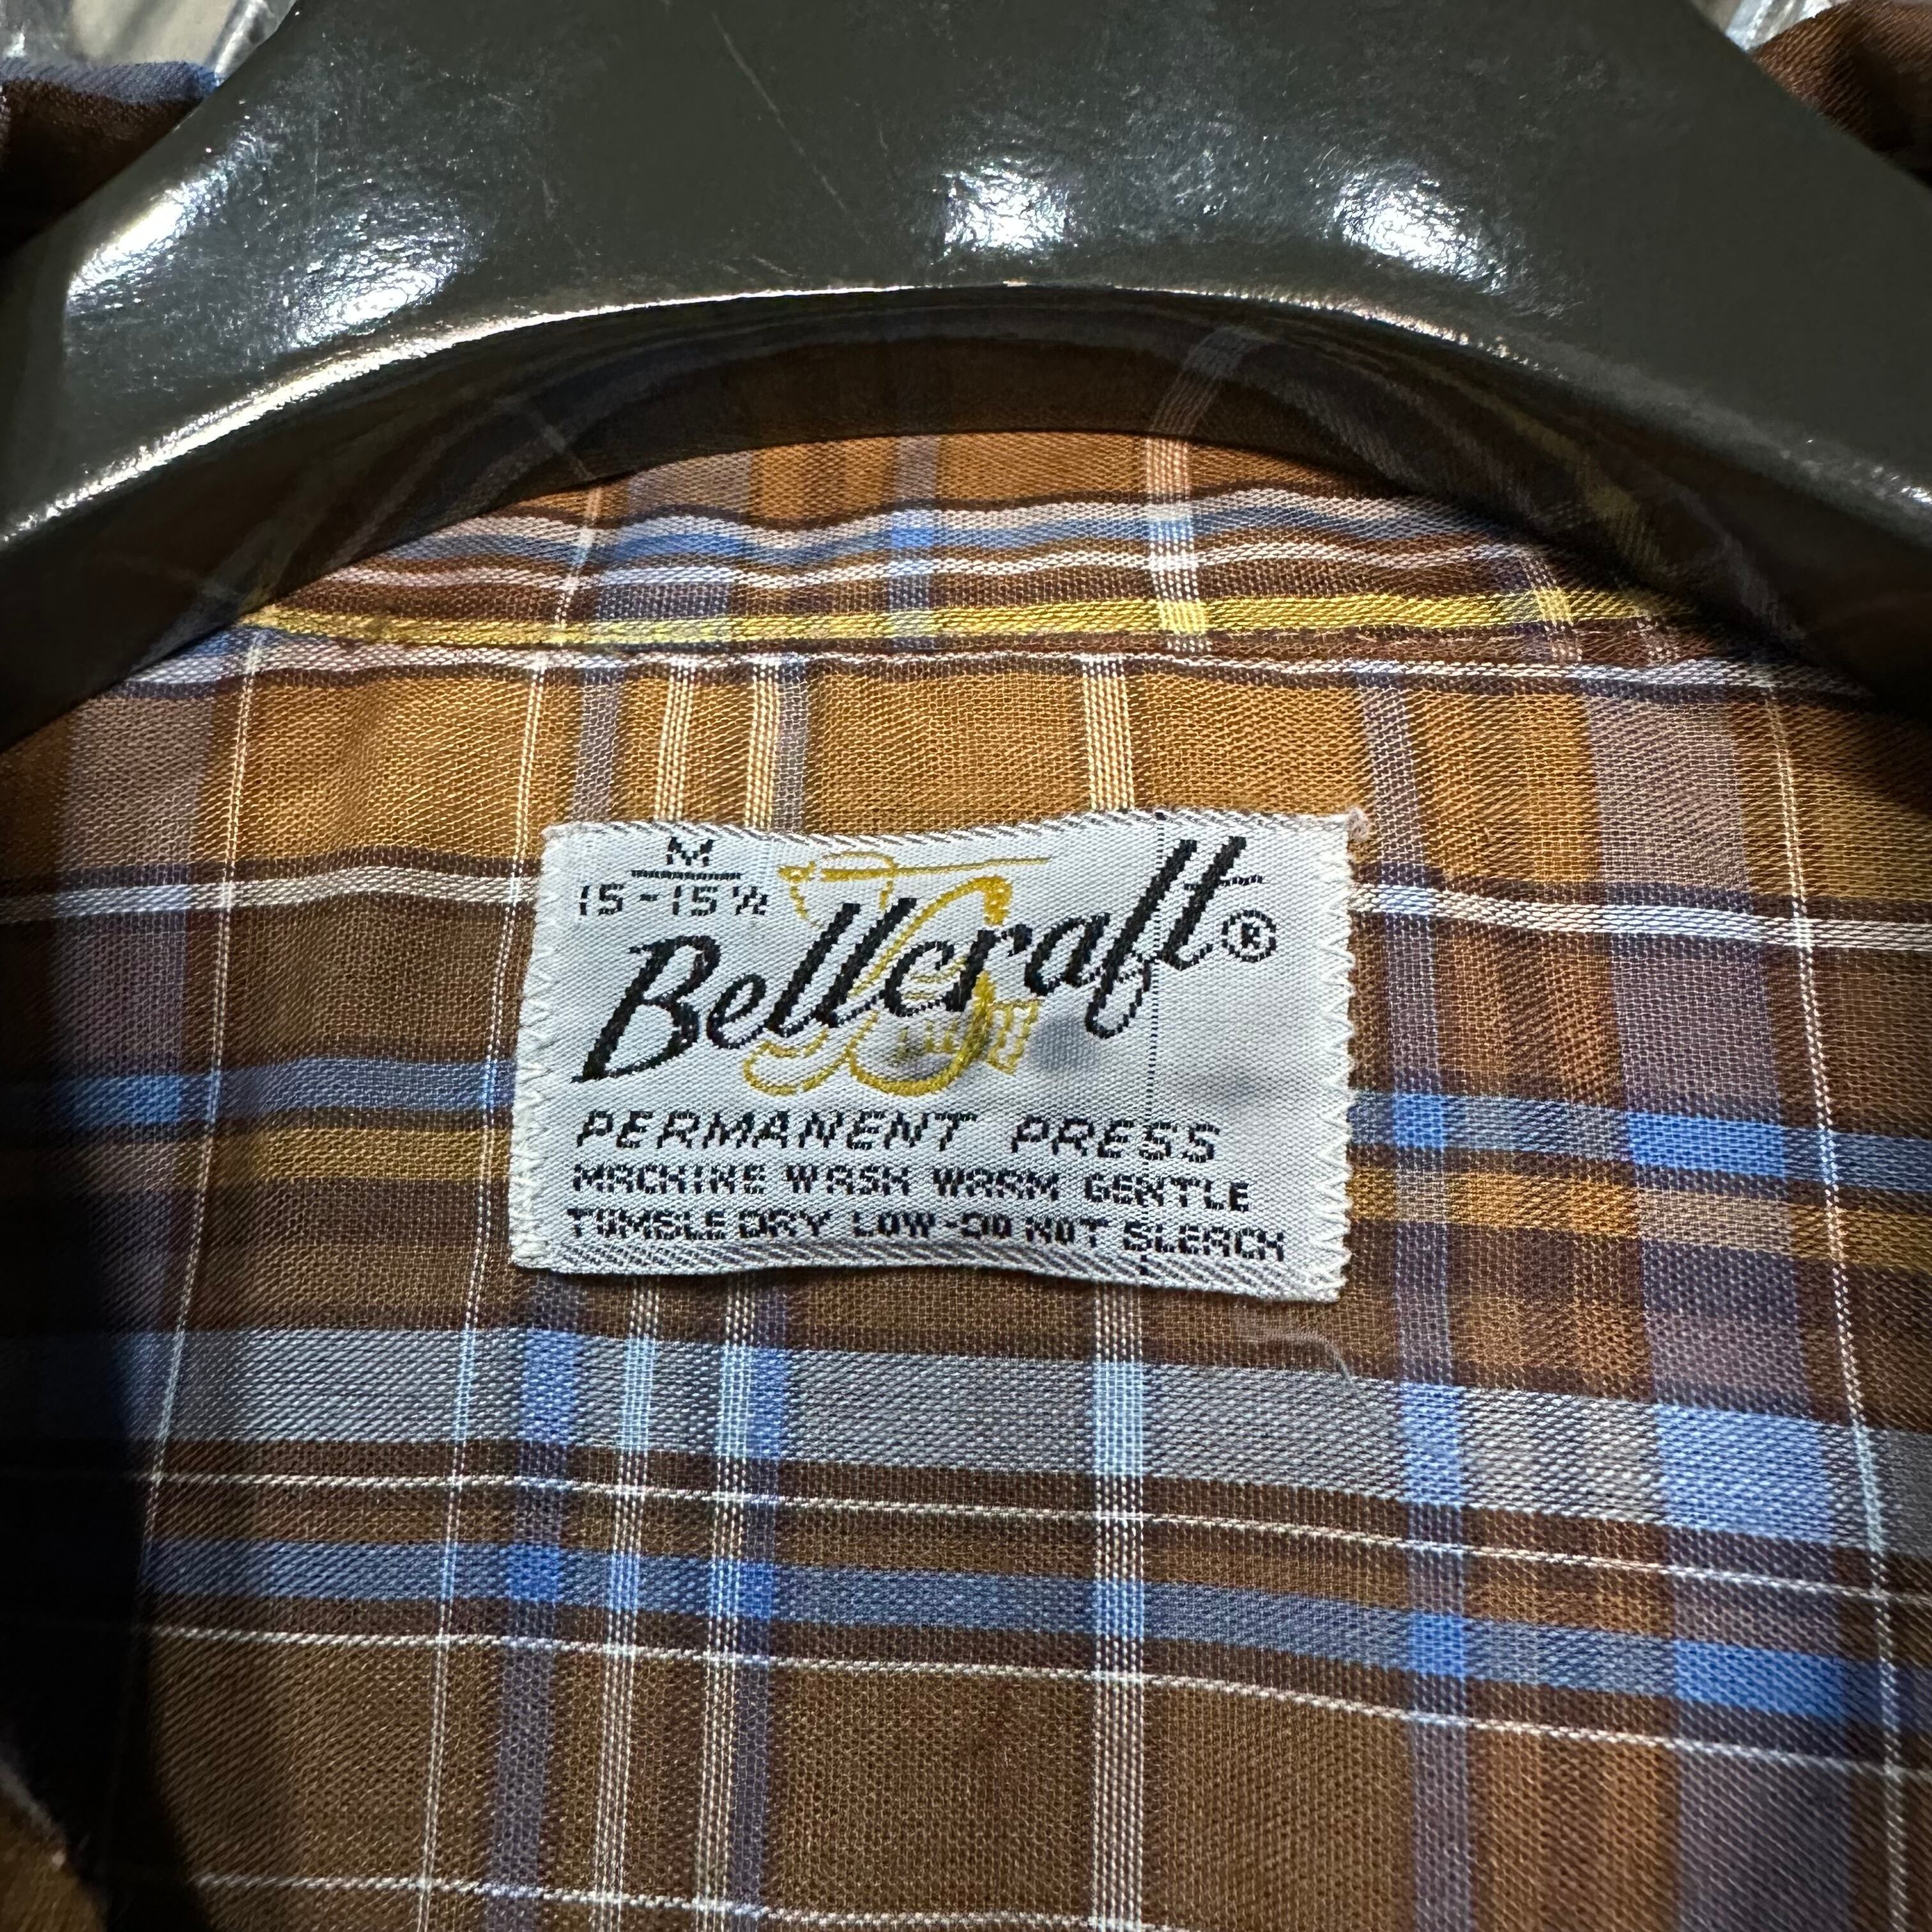 M
15-15½
Bellcraft®
PERMANENT PRESS
MACHINE WASH WARM GENTLE
TUMBLE DRY LOW-DO NOT BLEACH